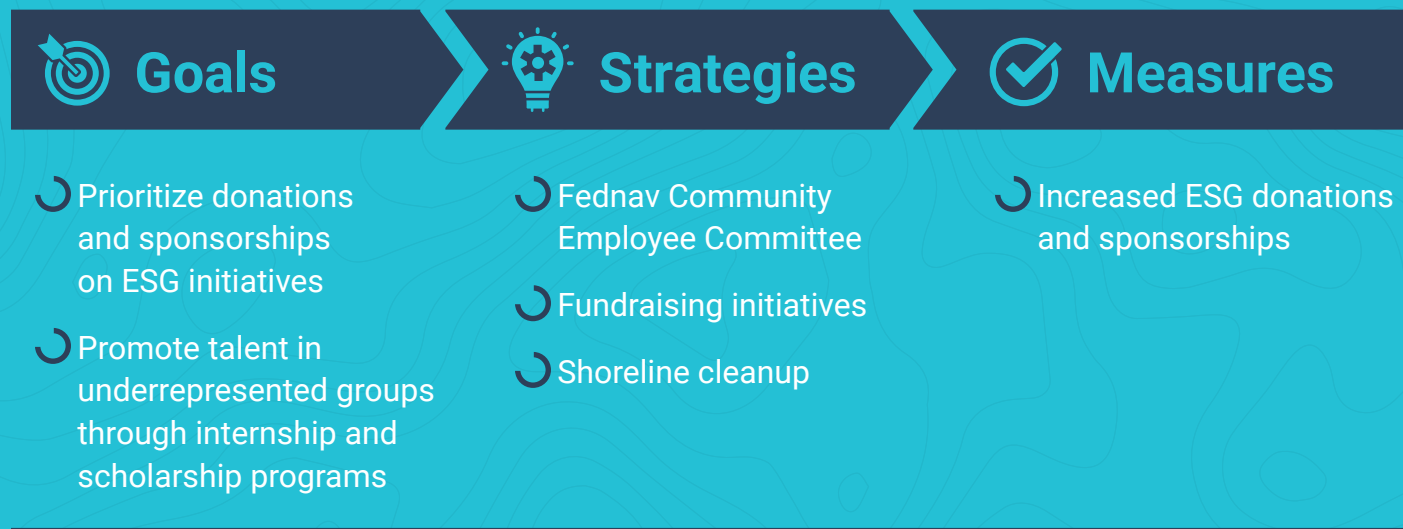 Goals
Strategies
Measures
Prioritize donations
and sponsorships
on ESG initiatives
Promote talent in
underrepresented groups
through internship and
scholarship programs
Fednav Community
Employee Committee
Fundraising initiatives
Shoreline cleanup
Increased ESG donations
and sponsorships